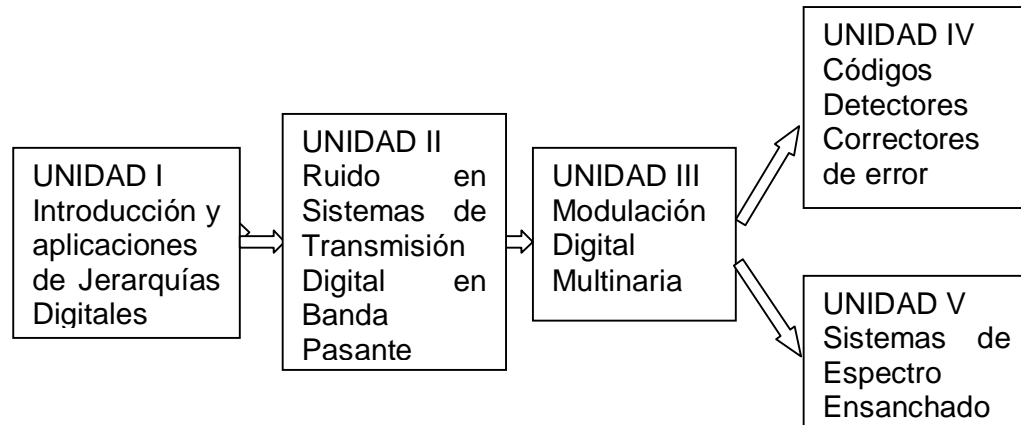 UNIDAD I
Introducción y
aplicaciones
de Jerarquías
Digitales
UNIDAD II
Ruido en
Sistemas de
Transmisión
Digital en
Banda
Pasante
UNIDAD III
Modulación
Digital
Multinaria
UNIDAD IV
Códigos
Detectores
Correctores
de error
UNIDAD V
Sistemas de
Espectro
Ensanchado